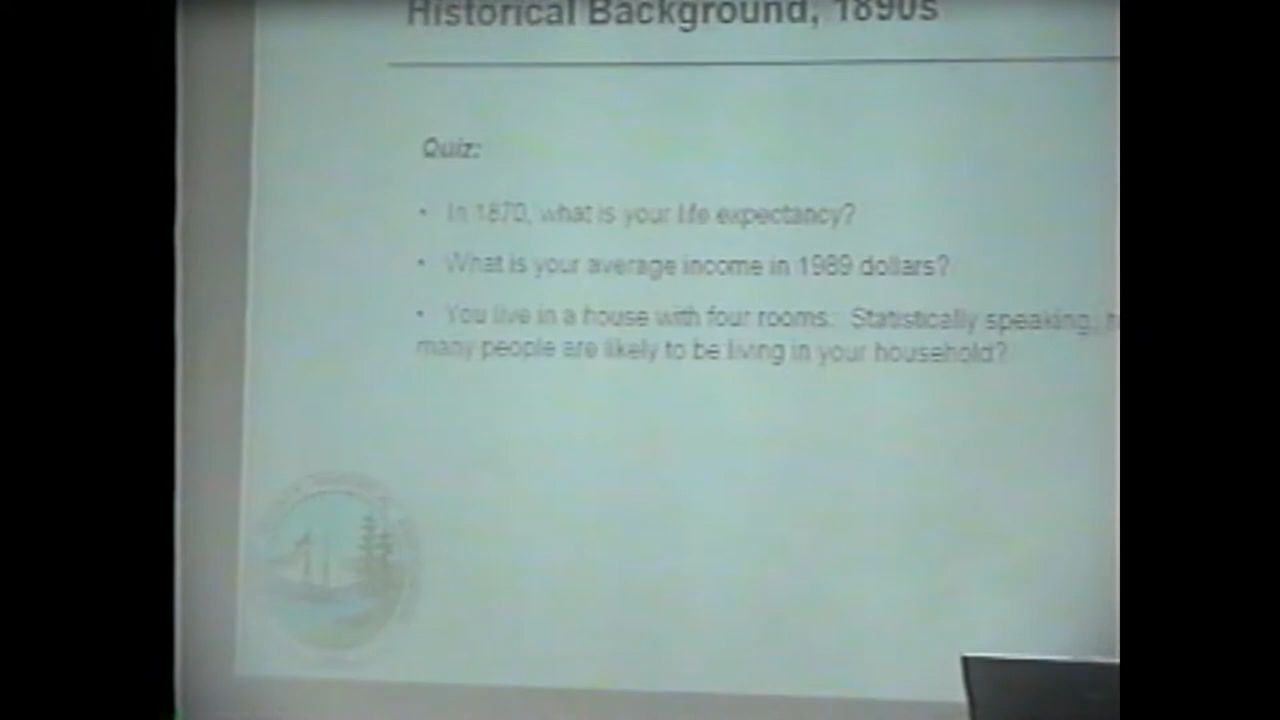 Historical Background, 1890s
Quiz:
• In 1870, what is your life expectancy?
• What is your average income in 1989 dollars?
• You live in a house with four rooms. Statistically speaking,
many people are likely to be living in your household?